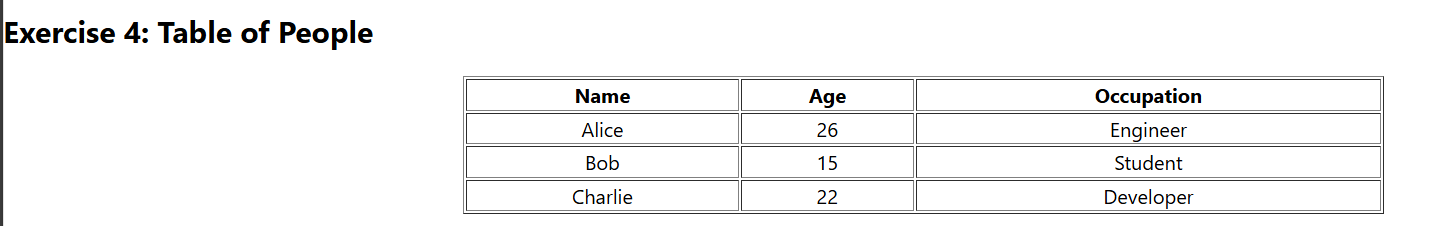 Exercise 4: Table of People
Name Age Occupation
Alice 26 Engineer
Bob 15 Student
Charlie 22 Developer